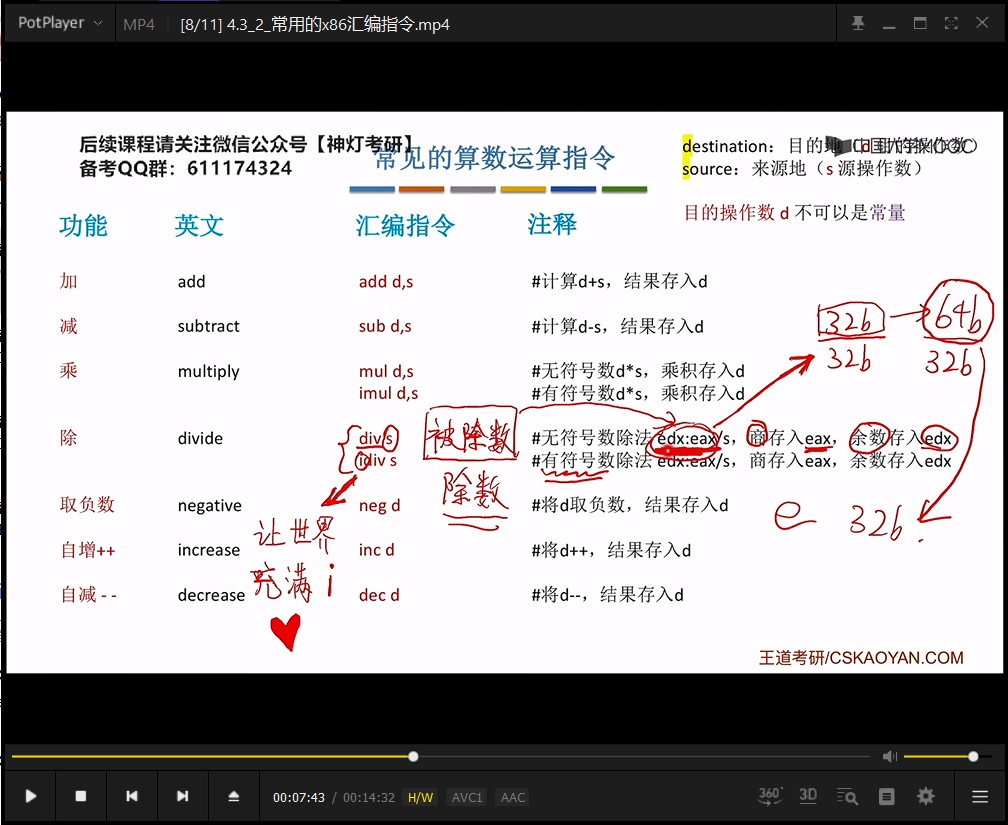 PotPlayer MP4 [8/11] 4.3_2_常用的x86汇编指令.mp4
后续课程请关注微信公众号【神灯考研】
备考QQ群：611174324
常见的算数运算指令
destination：目的地（d 目的操作数）
source：来源地（s 源操作数）
目的操作数 d 不可以是常量
功能 英文 汇编指令 注释
加 add add d,s #计算d+s，结果存入d
减 subtract sub d,s #计算d-s，结果存入d
乘 multiply mul d,s #无符号数d*s，乘积存入d
imul d,s #有符号数d*s，乘积存入d
除 divide div s #无符号数除法 edx:eax/s，商存入eax，余数存入edx
idiv s #有符号数除法 edx:eax/s，商存入eax，余数存入edx
取负数 negative neg d #将d取负数，结果存入d
自增++ increase inc d #将d++，结果存入d
自减-- decrease dec d #将d--，结果存入d
32b 64b
32b 32b
被除数
除数
e 32b
让世界
充满 i
王道考研/CSKAOYAN.COM
00:07:43 / 00:14:32 H/W AVC1 AAC
360° 3D